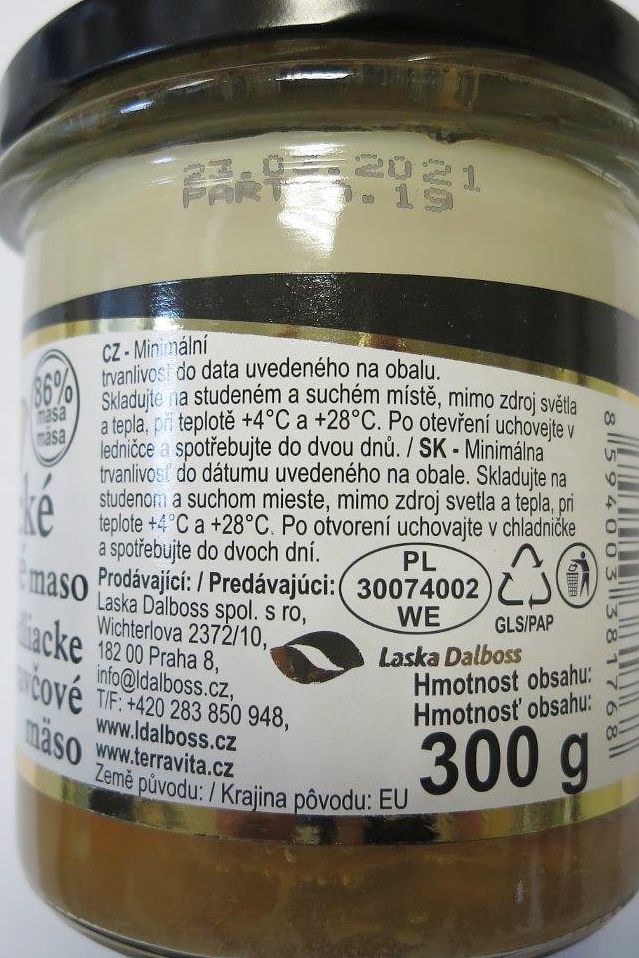 2021
CZ - Minimální
trvanlivost do data uvedeného na obalu.
Skladujte na studeném a suchém místě, mimo zdroj světla
a tepla, při teplotě +4°C a +28°C. Po otevření uchovejte v
ledničce a spotřebujte do dvou dnů. / SK - Minimálna
trvanlivosť do dátumu uvedeného na obale. Skladujte na
studenom a suchom mieste, mimo zdroj svetla a tepla, pri
teplote +4°C a +28°C. Po otvorení uchovajte v chladničke
a spotřebujte do dvoch dní.
Prodávající: / Predávajúci:
Laska Dalboss spol. s ro,
Wichterlova 2372/10,
182 00 Praha 8,
info@ldalboss.cz,
T/F: +420 283 850 948,
www.ldalboss.cz
www.terravita.cz
Země původu: / Krajina pôvodu: EU
PL
30074002
WE
GLS/PAP
Laska Dalboss
Hmotnost obsahu:
Hmotnosť obsahu:
300 g
86%
masa
mäsa
ké
maso
liacke
avčové
mäso
8 594003 381768